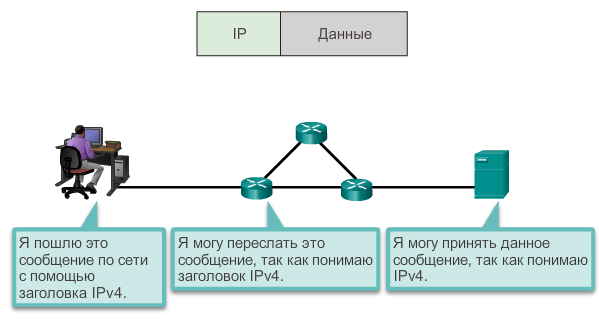 IP
Данные
Я пошлю это
сообщение по сети
с помощью
заголовка IPv4.
Я могу переслать это
сообщение, так как понимаю
заголовок IPv4.
Я могу принять данное
сообщение, так как понимаю
IPv4.